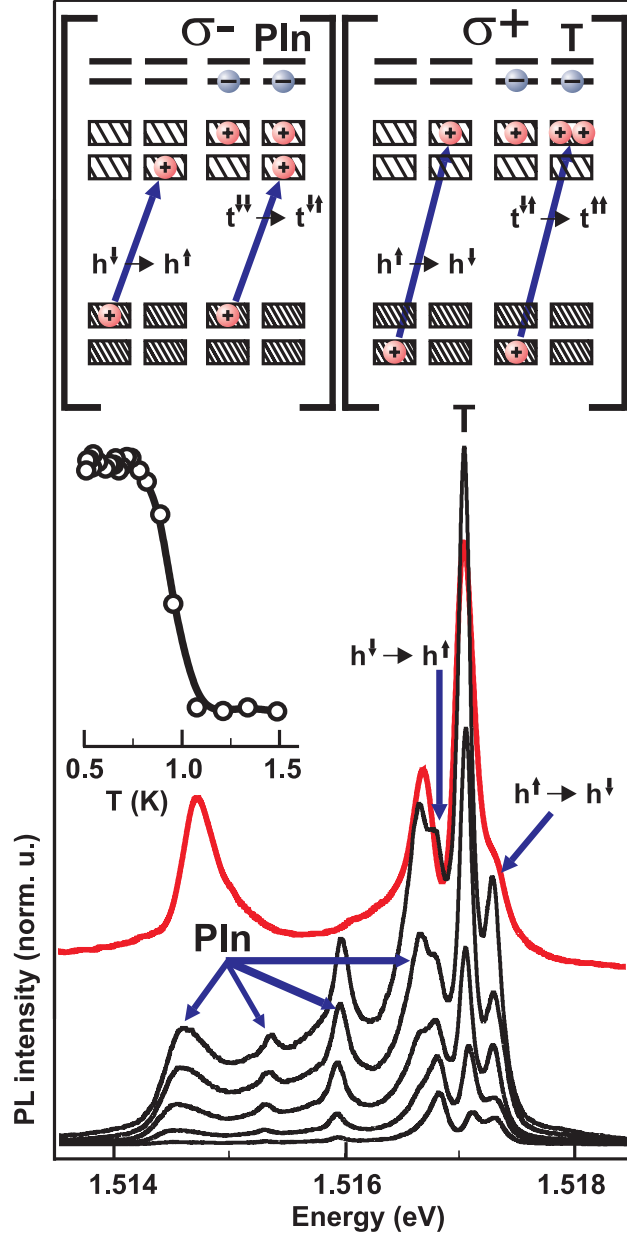 σ- PIn
σ+ T
+ +
+ +
− −
+ + + + + +
+ +
h⬇ → h⬆
t⬇⬇ → t⬇⬆
h⬆ → h⬇
t⬇⬆ → t⬆⬆
T
h⬇ → h⬆
h⬆ → h⬇
0.5 1.0 1.5
T (K)
PIn
PL intensity (norm. u.)
1.514 1.516 1.518
Energy (eV)